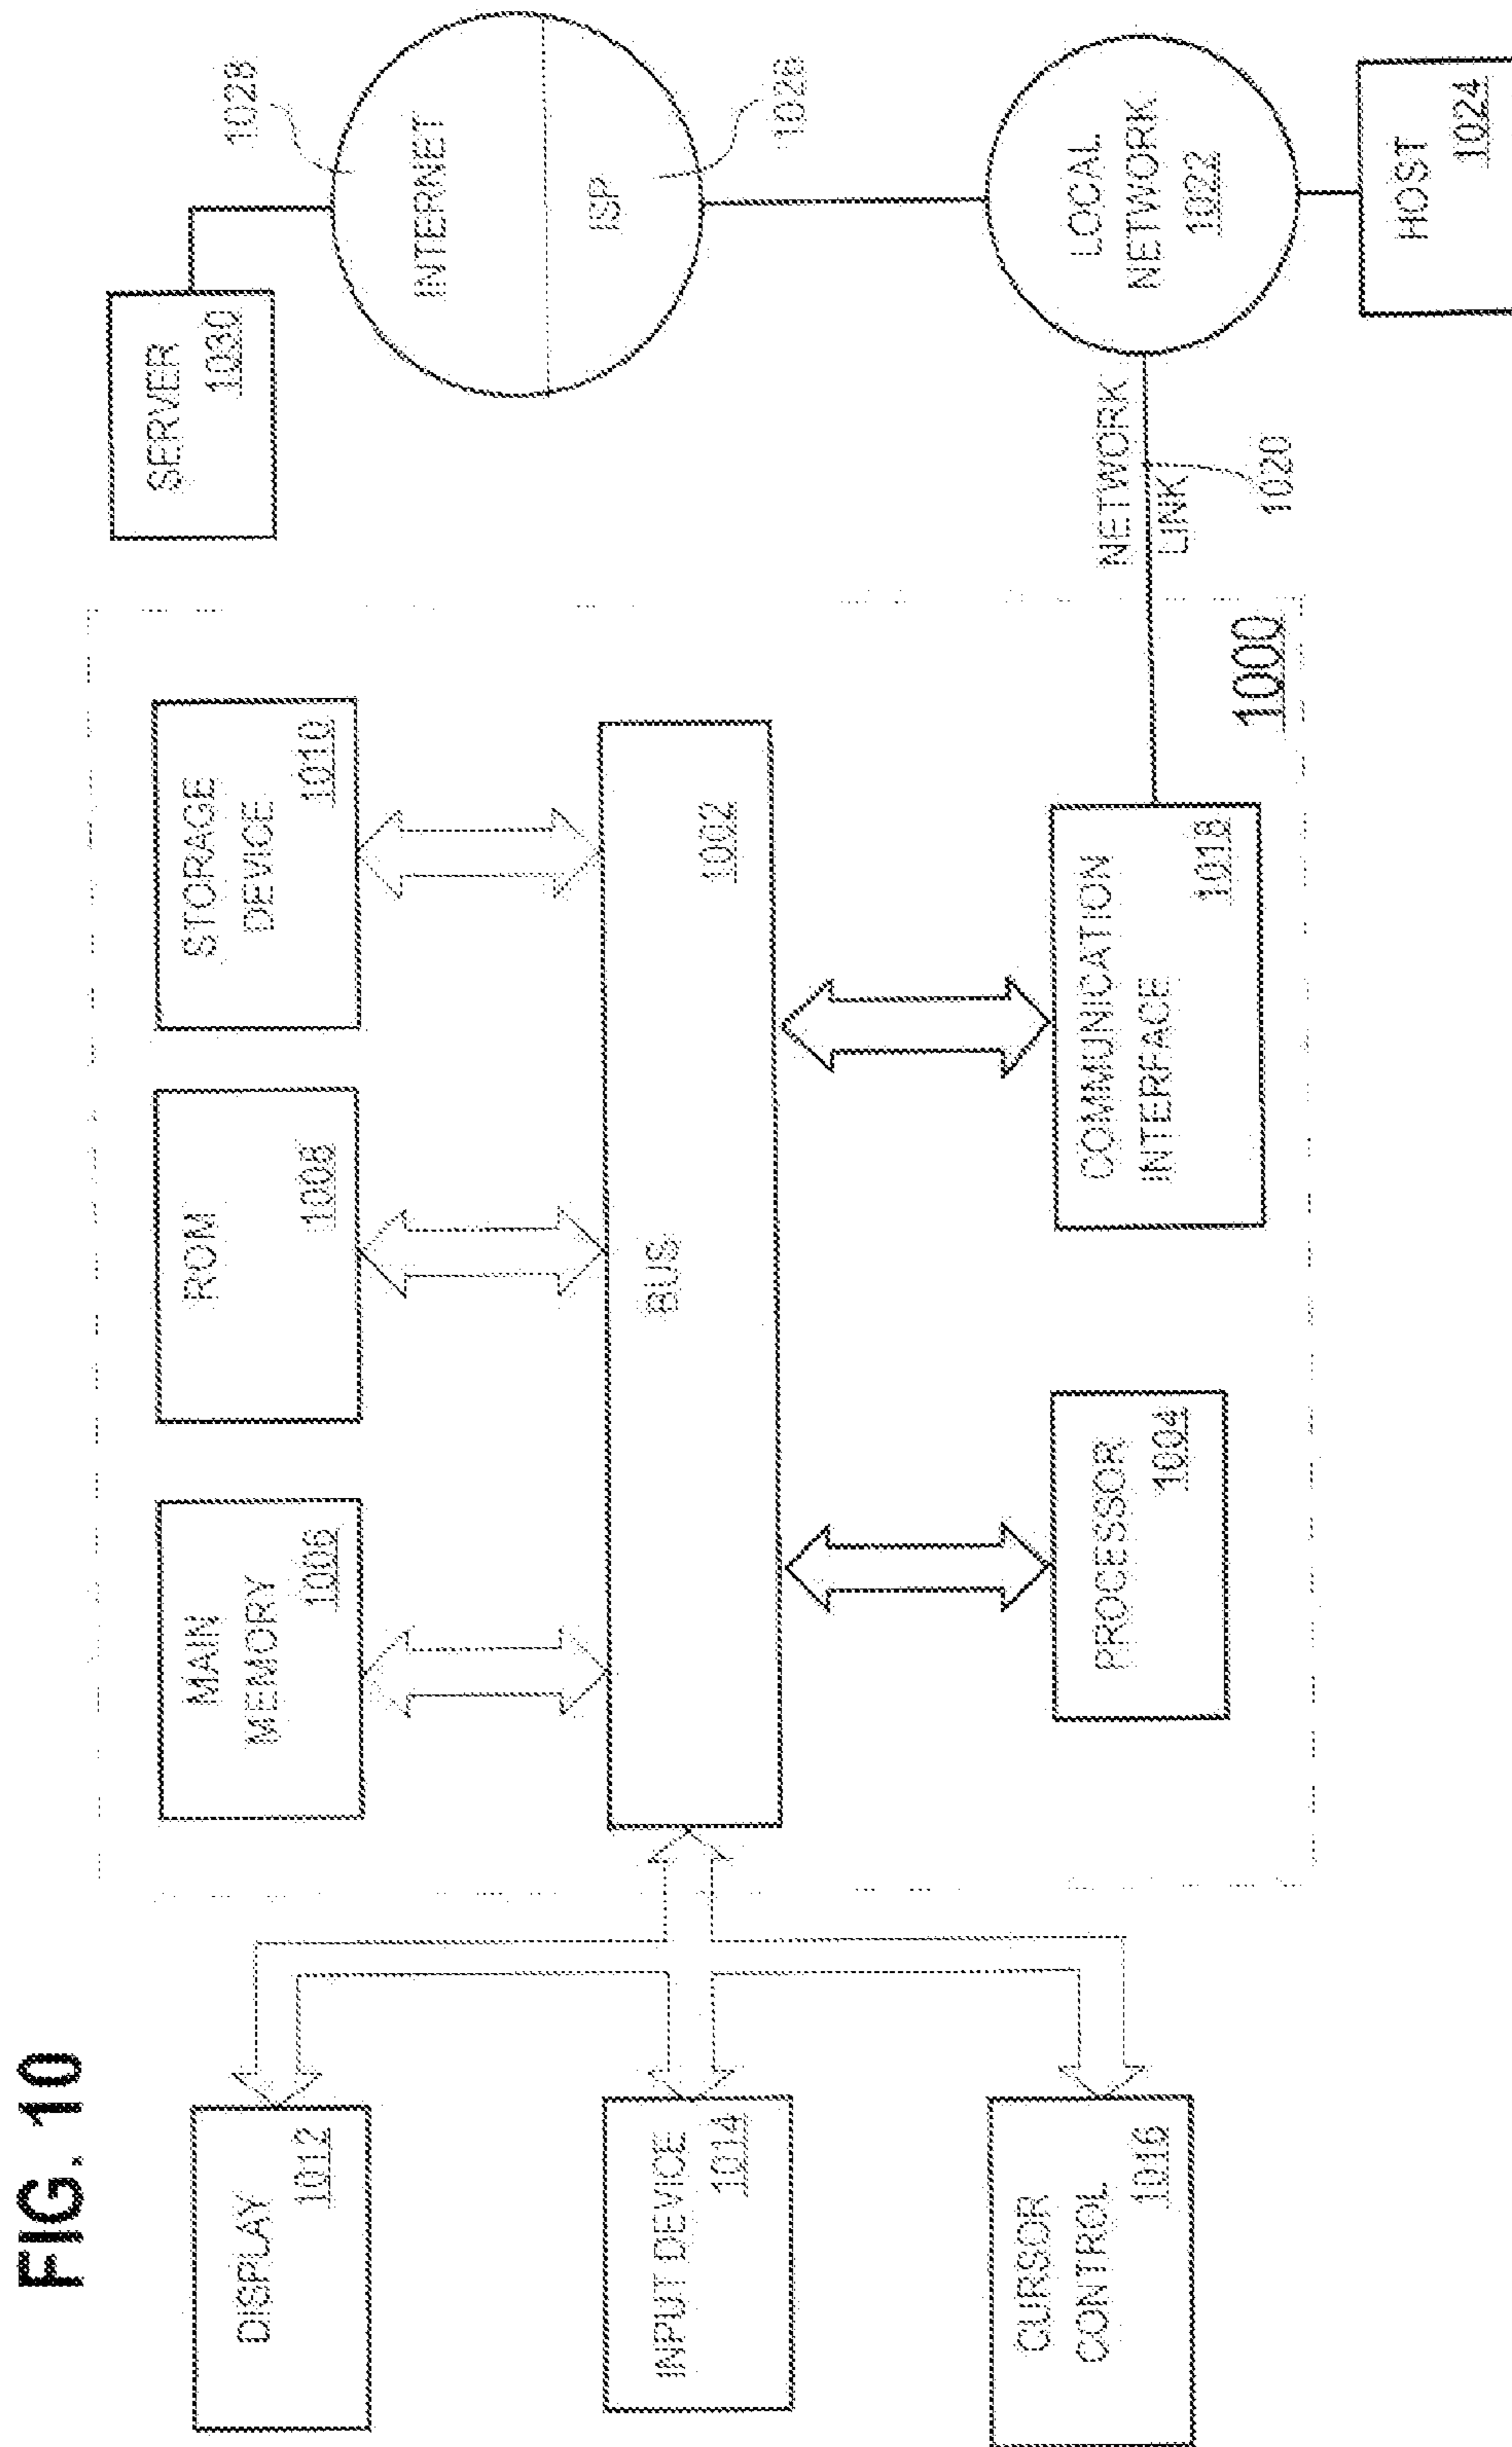 FIG. 10
DISPLAY
1012
INPUT DEVICE
1014
CURSOR
CONTROL
1016
MAIN
MEMORY
1006
ROM
1008
STORAGE
DEVICE
1010
BUS
1002
PROCESSOR
1004
COMMUNICATION
INTERFACE
1018
1000
SERVER
1030
INTERNET
1028
ISP
1026
NETWORK
LINK
1020
LOCAL
NETWORK
1022
HOST
1024